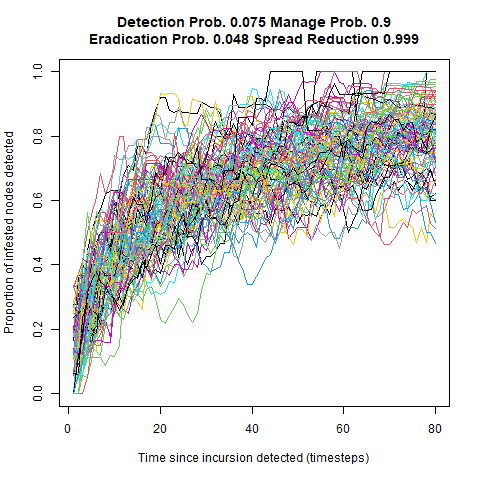 Detection Prob. 0.075 Manage Prob. 0.9
Eradication Prob. 0.048 Spread Reduction 0.999
Proportion of infested nodes detected
1.0
0.8
0.6
0.4
0.2
0.0
0 20 40 60 80
Time since incursion detected (timesteps)